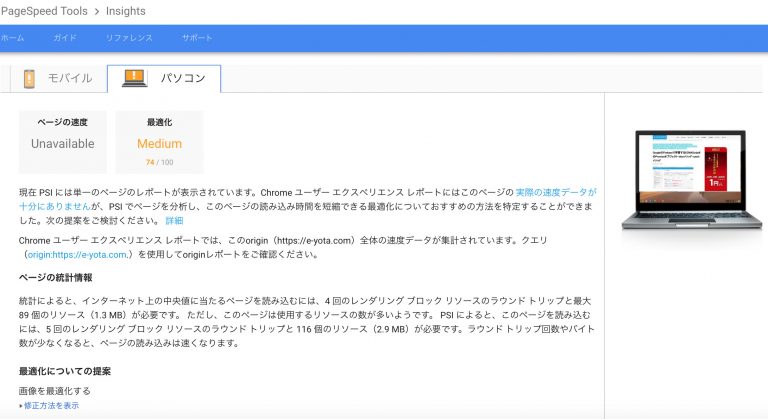 PageSpeed Tools > Insights
ホーム ガイド リファレンス サポート
モバイル パソコン
ページの速度
Unavailable
最適化
Medium
74 / 100
現在 PSI には単一のページのレポートが表示されています。Chrome ユーザー エクスペリエンス レポートにはこのページの 実際の速度データが
十分にありませんが、PSI でページを分析し、このページの読み込み時間を短縮できる最適化についておすすめの方法を特定することができま
した。次の提案をご検討ください。 詳細
Chrome ユーザー エクスペリエンス レポートでは、このorigin（https://e-yota.com）全体の速度データが集計されています。クエリ
（origin:https://e-yota.com.）を使用してoriginレポートをご確認ください。
ページの統計情報
統計によると、インターネット上の中央値に当たるページを読み込むには、4 回のレンダリング ブロック リソースのラウンド トリップと最大
89 個のリソース（1.3 MB）が必要です。 ただし、このページは使用するリソースの数が多いようです。 PSI によると、このページを読み込む
には、5 回のレンダリング ブロック リソースのラウンド トリップと 116 個のリソース（2.9 MB）が必要です。ラウンド トリップ回数やバイト
数が少なくなると、ページの読み込みは速くなります。
最適化についての提案
画像を最適化する
▸修正方法を表示